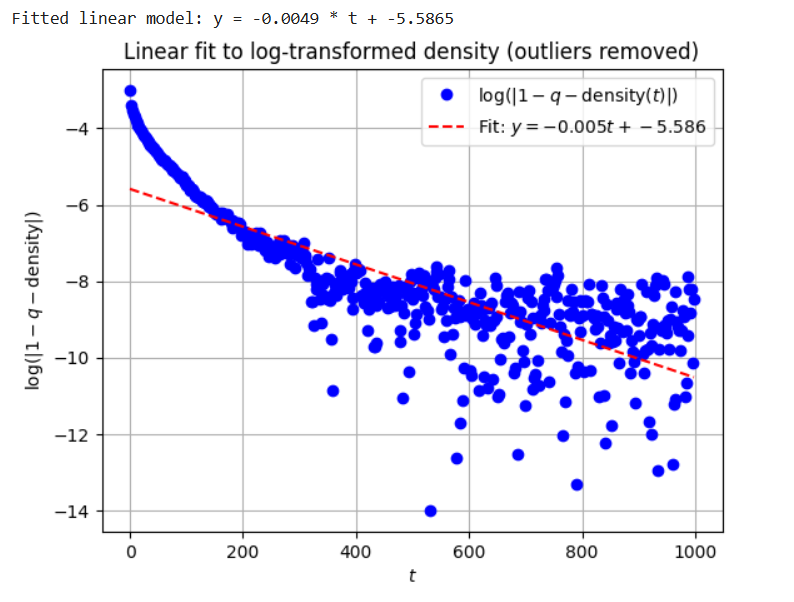 Fitted linear model: y = -0.0049 * t + -5.5865
Linear fit to log-transformed density (outliers removed)
log(|1 − q − density(t)|)
Fit: y = −0.005t + −5.586
log(|1 − q − density|)
−4
−6
−8
−10
−12
−14
0 200 400 600 800 1000
t